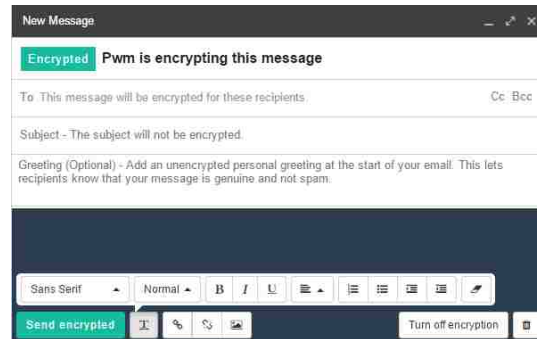 New Message
Encrypted Pwm is encrypting this message
To This message will be encrypted for these recipients. Cc Bcc
Subject - The subject will not be encrypted.
Greeting (Optional) - Add an unencrypted personal greeting at the start of your email. This lets
recipients know that your message is genuine and not spam.
Sans Serif Normal B I U
Send encrypted T Turn off encryption